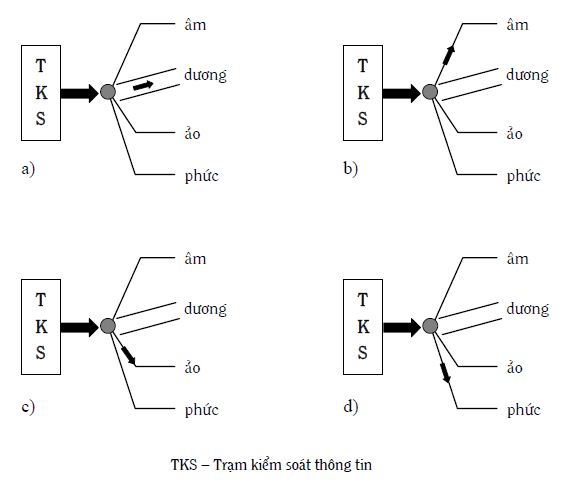 T
K
S
âm
dương
ảo
phức
a)
T
K
S
âm
dương
ảo
phức
b)
T
K
S
âm
dương
ảo
phức
c)
T
K
S
âm
dương
ảo
phức
d)
TKS – Trạm kiểm soát thông tin